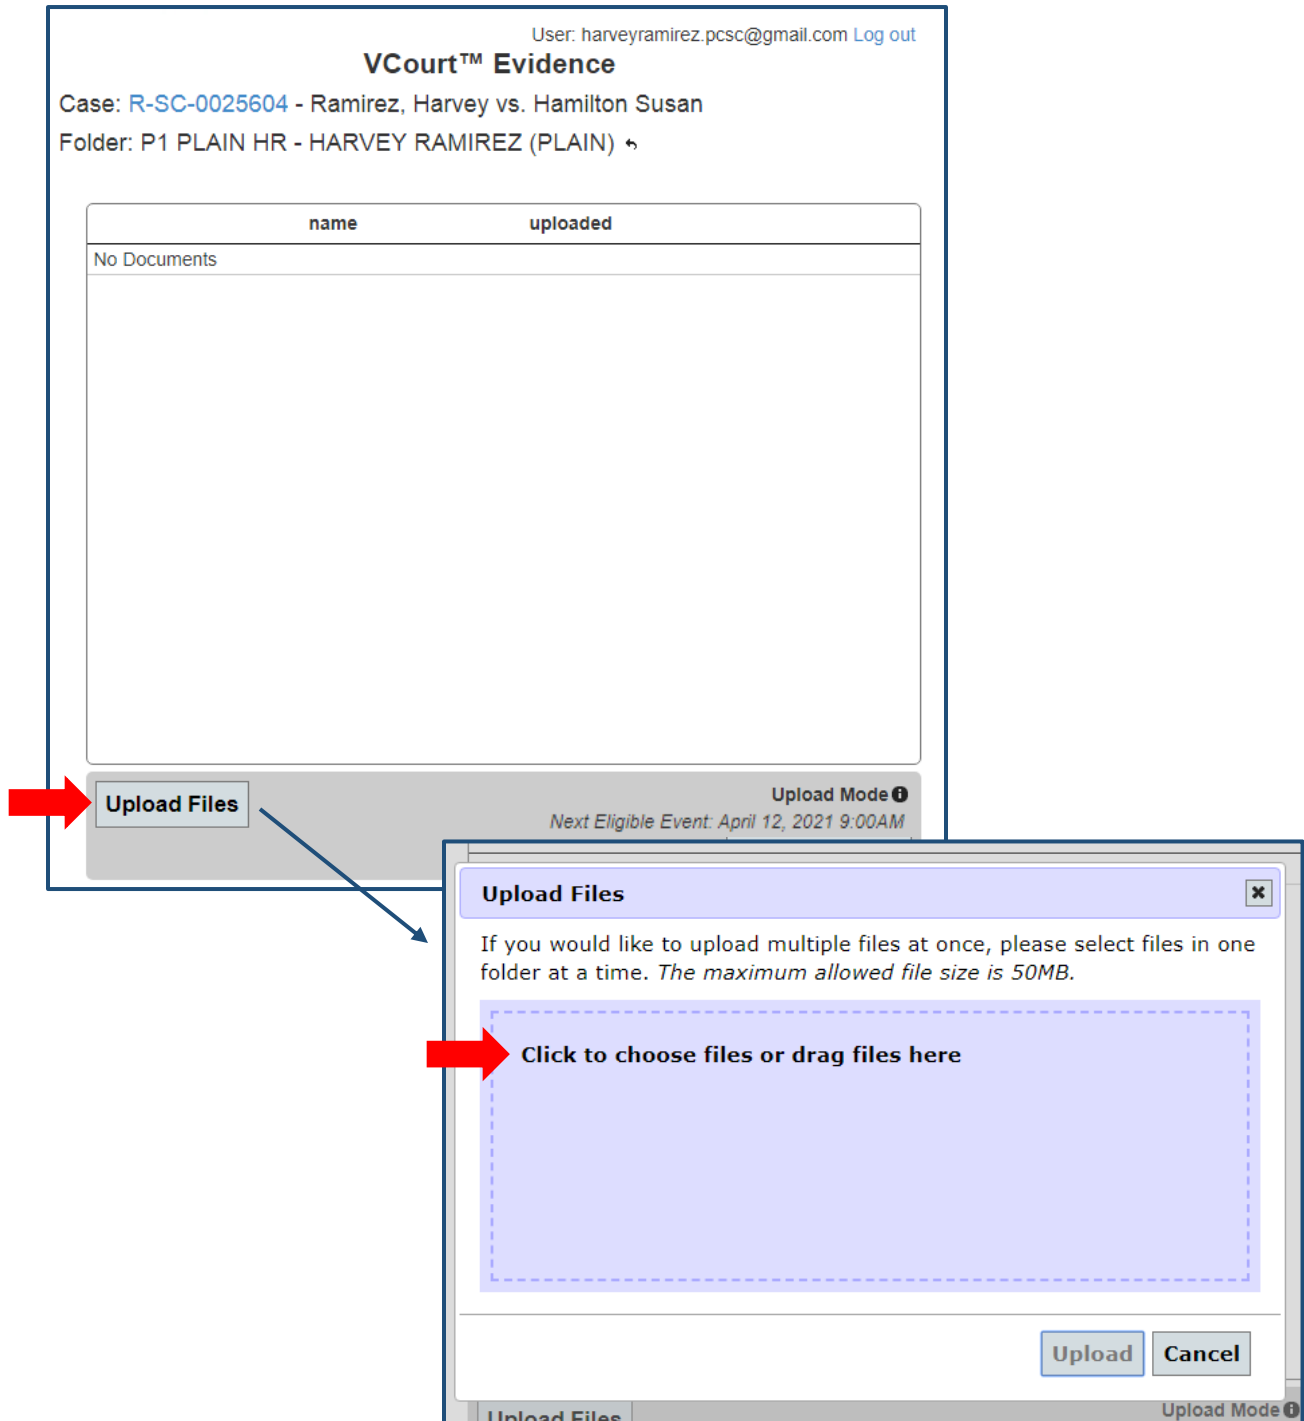 User: harveyramirez.pcsc@gmail.com Log out
VCourt™ Evidence
Case: R-SC-0025604 - Ramirez, Harvey vs. Hamilton Susan
Folder: P1 PLAIN HR - HARVEY RAMIREZ (PLAIN)
name uploaded
No Documents
Upload Files
Upload Mode
Next Eligible Event: April 12, 2021 9:00AM
Upload Files
If you would like to upload multiple files at once, please select files in one
folder at a time. The maximum allowed file size is 50MB.
Click to choose files or drag files here
Upload Cancel
Upload Files
Upload Mode